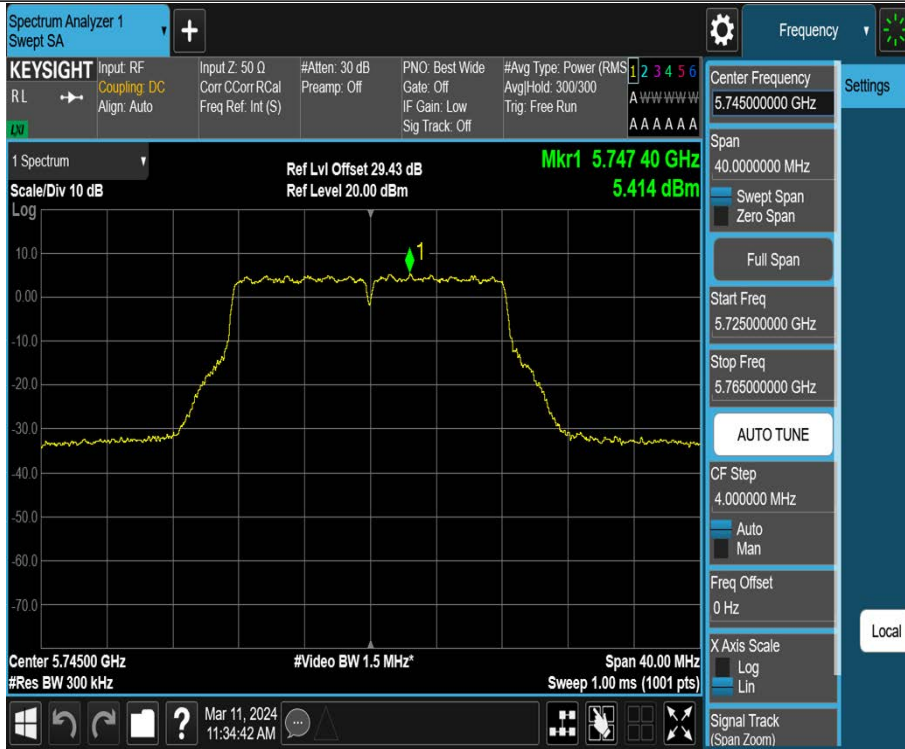 Spectrum Analyzer 1
Swept SA
+
Frequency
KEYSIGHT
RL
LXI
Input: RF
Coupling: DC
Align: Auto
Input Z: 50 Ω
Corr CCorr RCal
Freq Ref: Int (S)
#Atten: 30 dB
Preamp: Off
PNO: Best Wide
Gate: Off
IF Gain: Low
Sig Track: Off
#Avg Type: Power (RMS
Avg|Hold: 300/300
Trig: Free Run
1 2 3 4 5 6
A W W W W W
A A A A A A
1 Spectrum
Scale/Div 10 dB
Log
Ref Lvl Offset 29.43 dB
Ref Level 20.00 dBm
Mkr1 5.747 40 GHz
5.414 dBm
1
10.0
0.00
-10.0
-20.0
-30.0
-40.0
-50.0
-60.0
-70.0
Center 5.74500 GHz
#Res BW 300 kHz
#Video BW 1.5 MHz*
Span 40.00 MHz
Sweep 1.00 ms (1001 pts)
?
Mar 11, 2024
11:34:42 AM
Center Frequency
5.745000000 GHz
Span
40.0000000 MHz
Swept Span
Zero Span
Full Span
Start Freq
5.725000000 GHz
Stop Freq
5.765000000 GHz
AUTO TUNE
CF Step
4.000000 MHz
Auto
Man
Freq Offset
0 Hz
X Axis Scale
Log
Lin
Signal Track
(Span Zoom)
Settings
Local